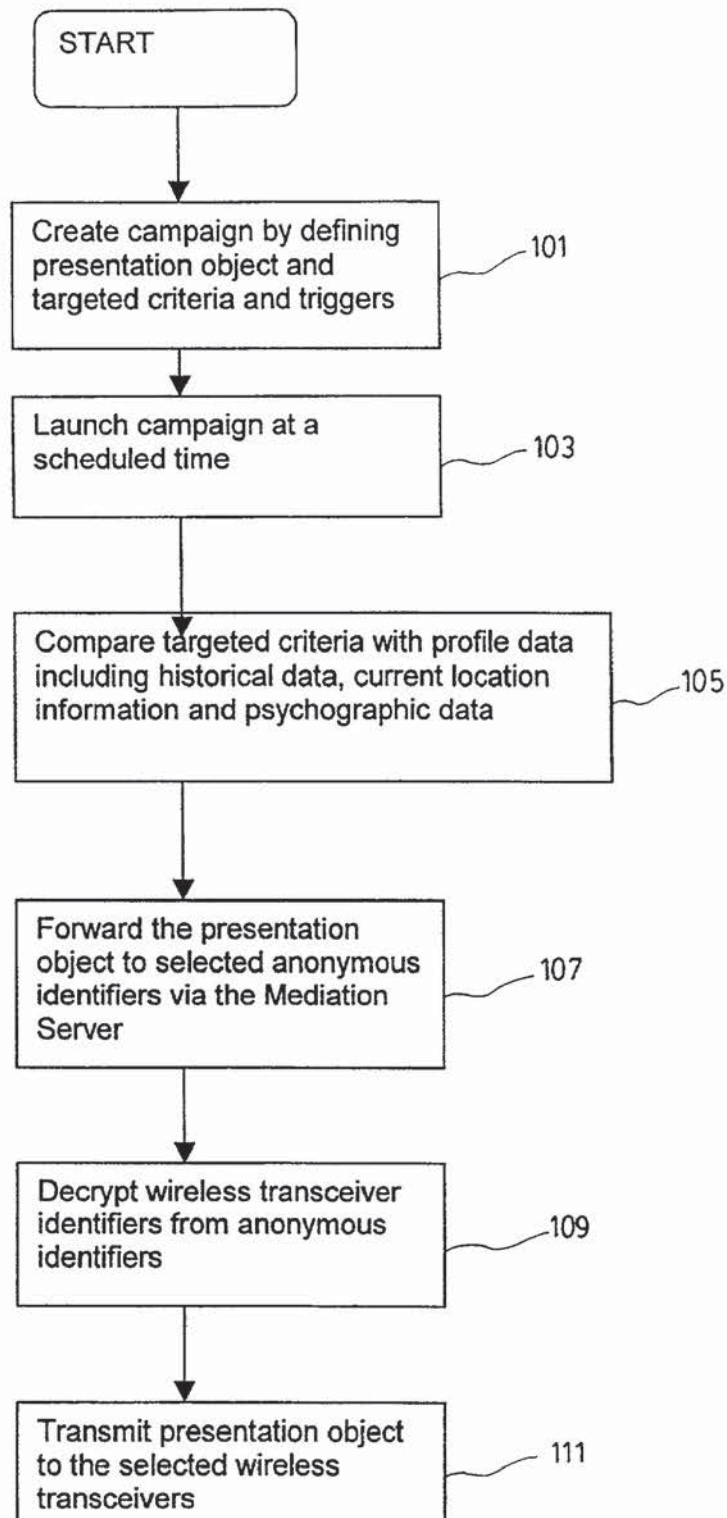 START
Create campaign by defining
presentation object and
targeted criteria and triggers
101
Launch campaign at a
scheduled time
103
Compare targeted criteria with profile data
including historical data, current location
information and psychographic data
105
Forward the presentation
object to selected anonymous
identifiers via the Mediation
Server
107
Decrypt wireless transceiver
identifiers from anonymous
identifiers
109
Transmit presentation object
to the selected wireless
transceivers
111